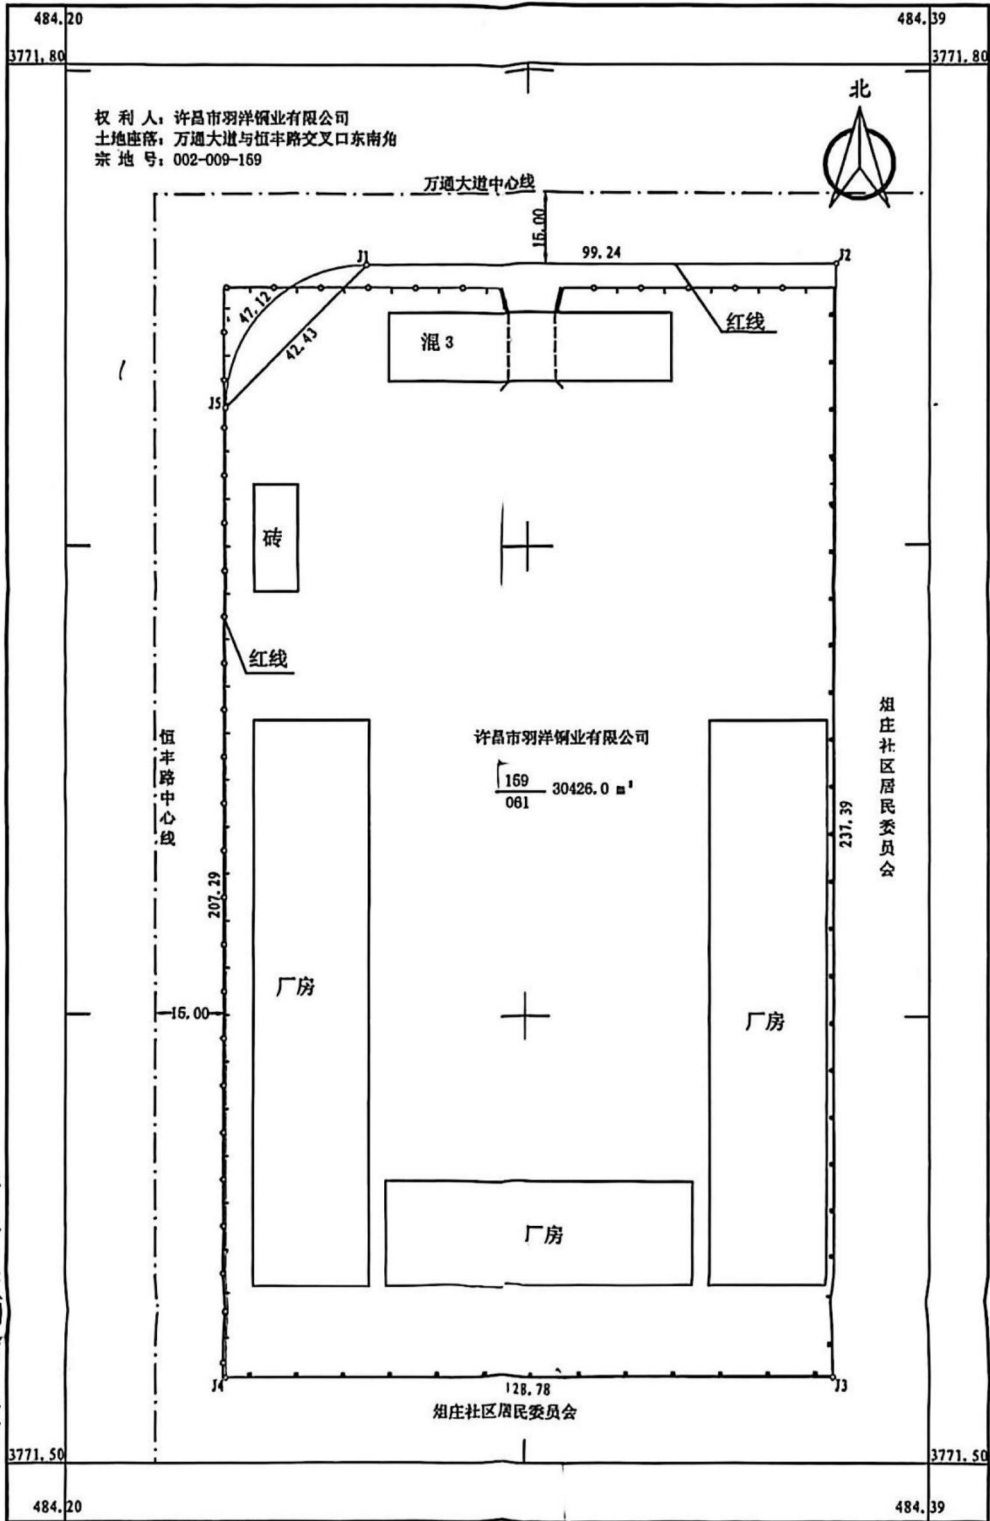 484.20
484.39
3771.80
3771.80
权利人：许昌市羽洋铜业有限公司
土地座落：万通大道与恒丰路交叉口东南角
宗地号：002-009-159
北
万通大道中心线
15.00
99.24
J1
J2
47.12
42.43
红线
混3
J5
砖
红线
恒丰路中心线
许昌市羽洋铜业有限公司
159
061
30426.0 m²
俎庄社区居民委员会
237.39
207.29
厂房
15.00
厂房
厂房
J4
128.78
J3
俎庄社区居民委员会
3771.50
3771.50
484.20
484.39